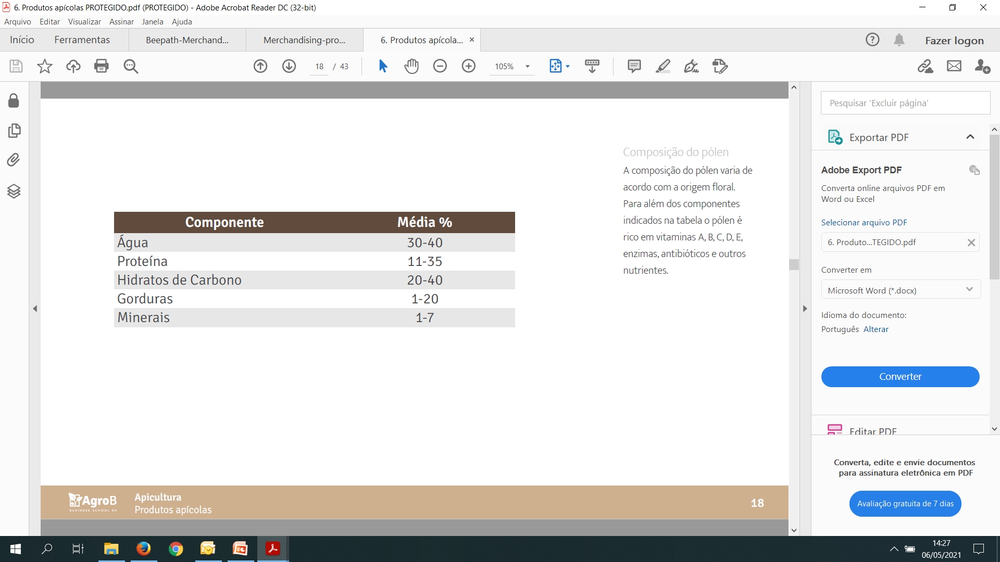 6. Produtos apícolas PROTEGIDO.pdf (PROTEGIDO) - Adobe Acrobat Reader DC (32-bit)
Arquivo Editar Visualizar Assinar Janela Ajuda
Início Ferramentas Beepath-Merchand... Merchandising-pro... 6. Produtos apícola... Fazer logon
18 / 43 105%
Pesquisar 'Excluir página'
Exportar PDF
Adobe Export PDF
Converta online arquivos PDF em
Word ou Excel
Selecionar arquivo PDF
6. Produto...TEGIDO.pdf
Converter em
Microsoft Word (*.docx)
Idioma do documento:
Português Alterar
Converter
Editar PDF
Converta, edite e envie documentos
para assinatura eletrônica em PDF
Avaliação gratuita de 7 dias
Composição do pólen
A composição do pólen varia de
acordo com a origem floral.
Para além dos componentes
indicados na tabela o pólen é
rico em vitaminas A, B, C, D, E,
enzimas, antibióticos e outros
nutrientes.
Componente Média %
Água 30-40
Proteína 11-35
Hidratos de Carbono 20-40
Gorduras 1-20
Minerais 1-7
AgroB
BUSINESS SCHOOL EV
Apicultura
Produtos apícolas
18
14:27
06/05/2021